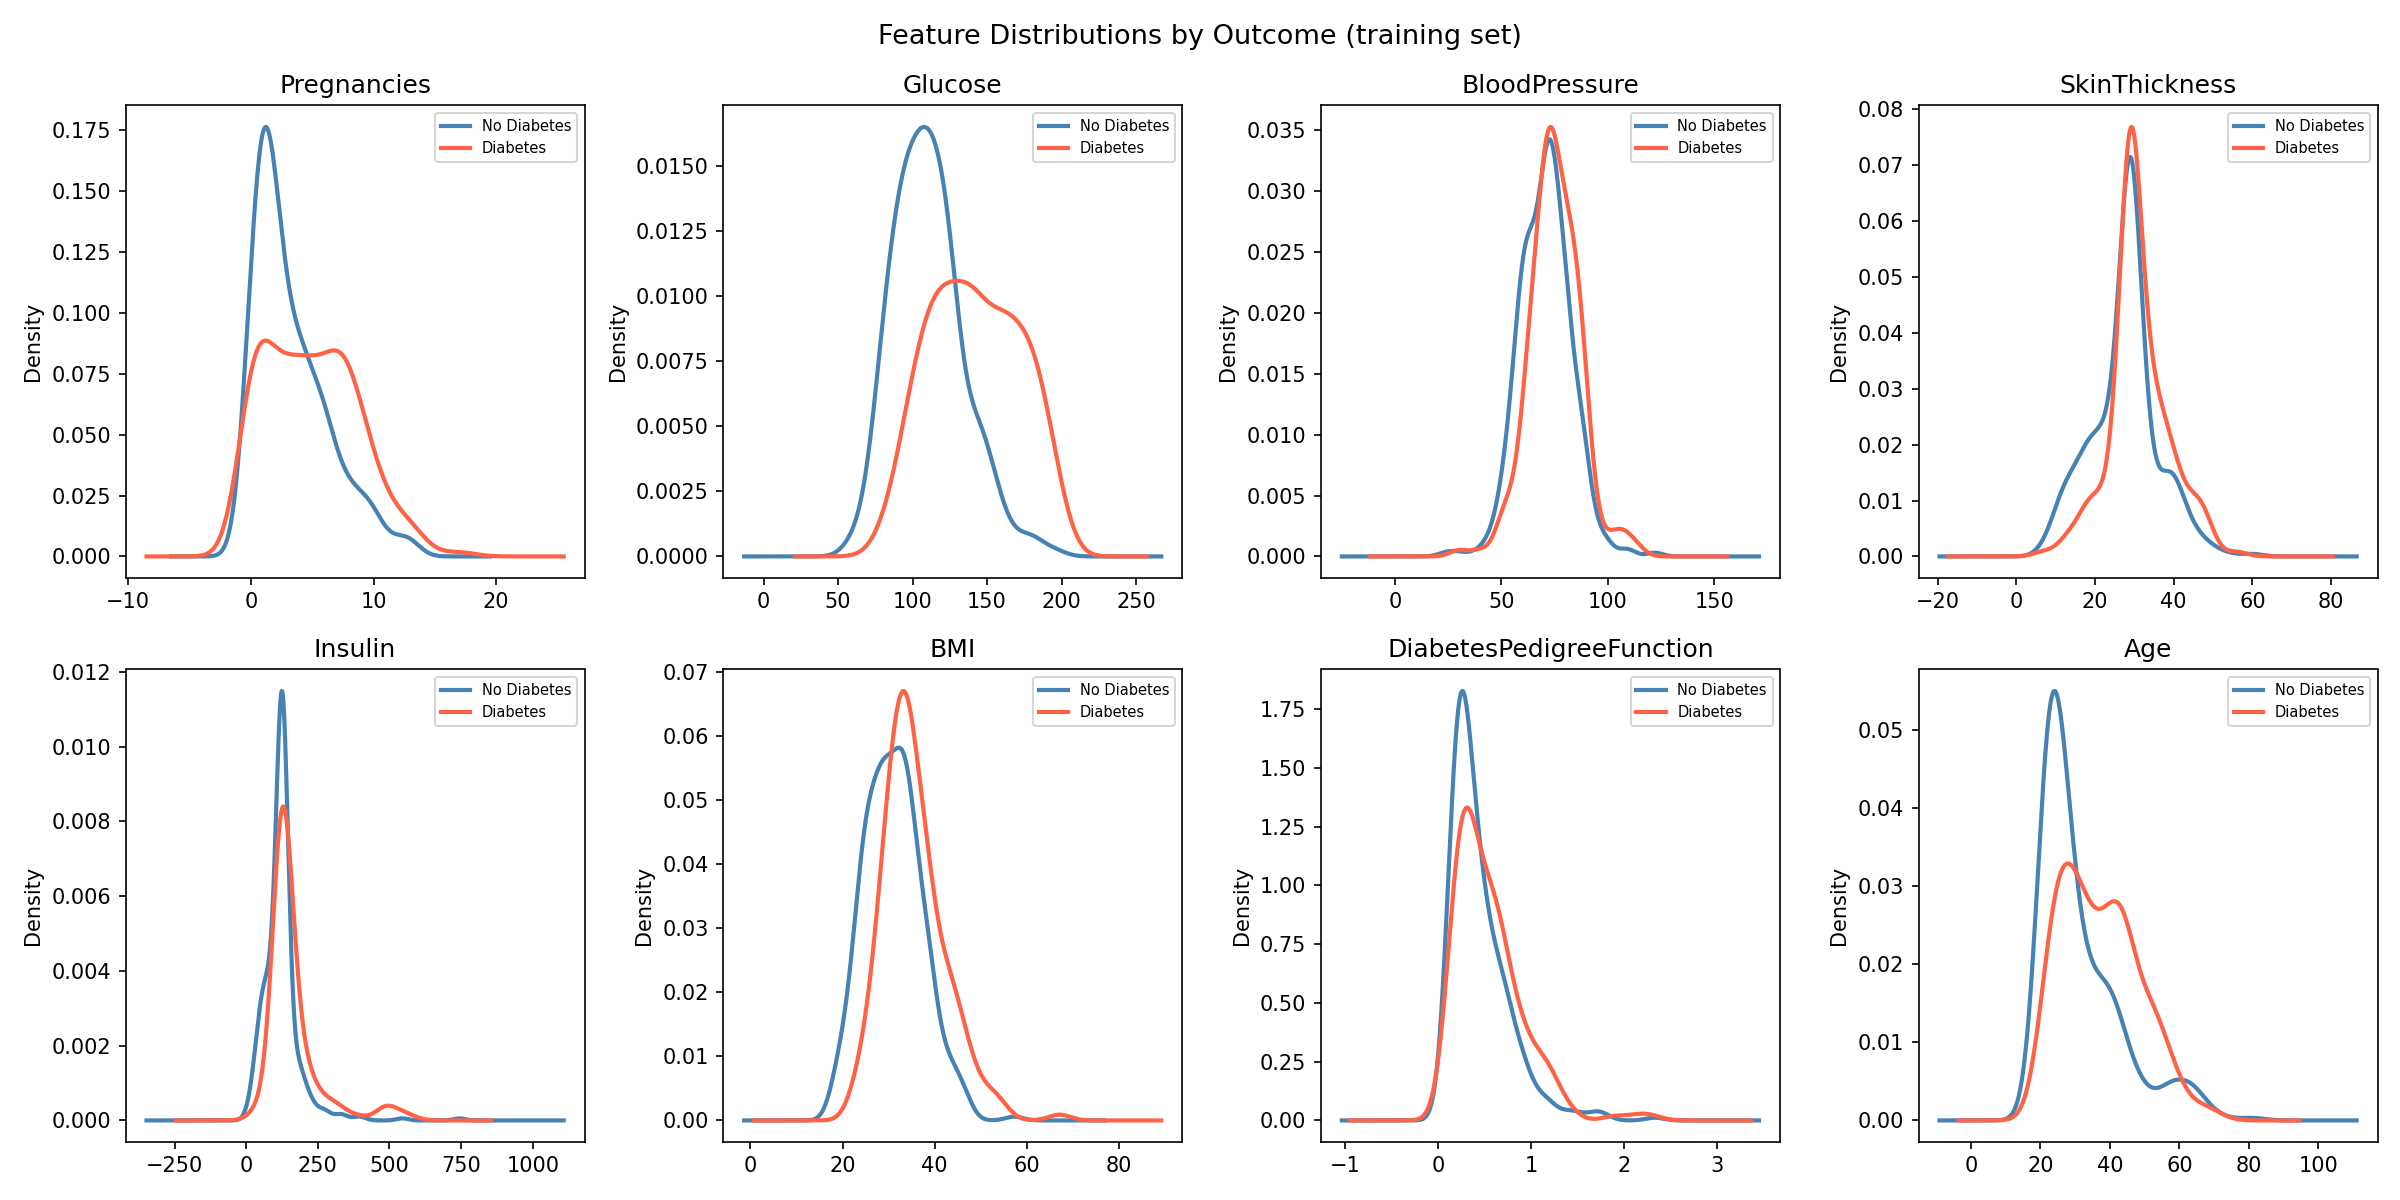 Feature Distributions by Outcome (training set)
Pregnancies
No Diabetes
Diabetes
Density
0.175
0.150
0.125
0.100
0.075
0.050
0.025
0.000
−10 0 10 20
Glucose
No Diabetes
Diabetes
Density
0.0150
0.0125
0.0100
0.0075
0.0050
0.0025
0.0000
0 50 100 150 200 250
BloodPressure
No Diabetes
Diabetes
Density
0.035
0.030
0.025
0.020
0.015
0.010
0.005
0.000
0 50 100 150
SkinThickness
No Diabetes
Diabetes
Density
0.08
0.07
0.06
0.05
0.04
0.03
0.02
0.01
0.00
−20 0 20 40 60 80
Insulin
No Diabetes
Diabetes
Density
0.012
0.010
0.008
0.006
0.004
0.002
0.000
−250 0 250 500 750 1000
BMI
No Diabetes
Diabetes
Density
0.07
0.06
0.05
0.04
0.03
0.02
0.01
0.00
0 20 40 60 80
DiabetesPedigreeFunction
No Diabetes
Diabetes
Density
1.75
1.50
1.25
1.00
0.75
0.50
0.25
0.00
−1 0 1 2 3
Age
No Diabetes
Diabetes
Density
0.05
0.04
0.03
0.02
0.01
0.00
0 20 40 60 80 100